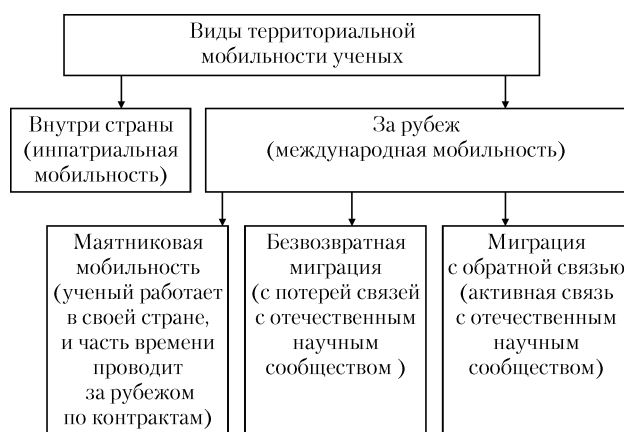 Виды территориальной
мобильности ученых
Внутри страны
(инпатриальная
мобильность)
За рубеж
(международная мобильность)
Маятниковая
мобильность
(ученый работает
в своей стране,
и часть времени
проводит
за рубежом
по контрактам)
Безвозвратная
миграция
(с потерей связей
с отечественным
научным
сообществом )
Миграция
с обратной связью
(активная связь
с отечественным
научным
сообществом)